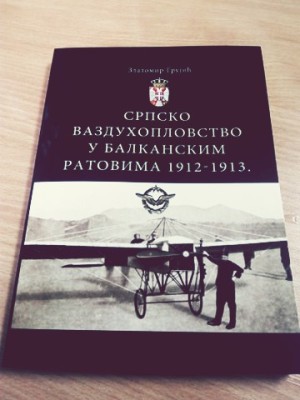 Златомир Грујић
СРПСКО
ВАЗДУХОПЛОВСТВО
У БАЛКАНСКИМ
РАТОВИМА 1912-1913.